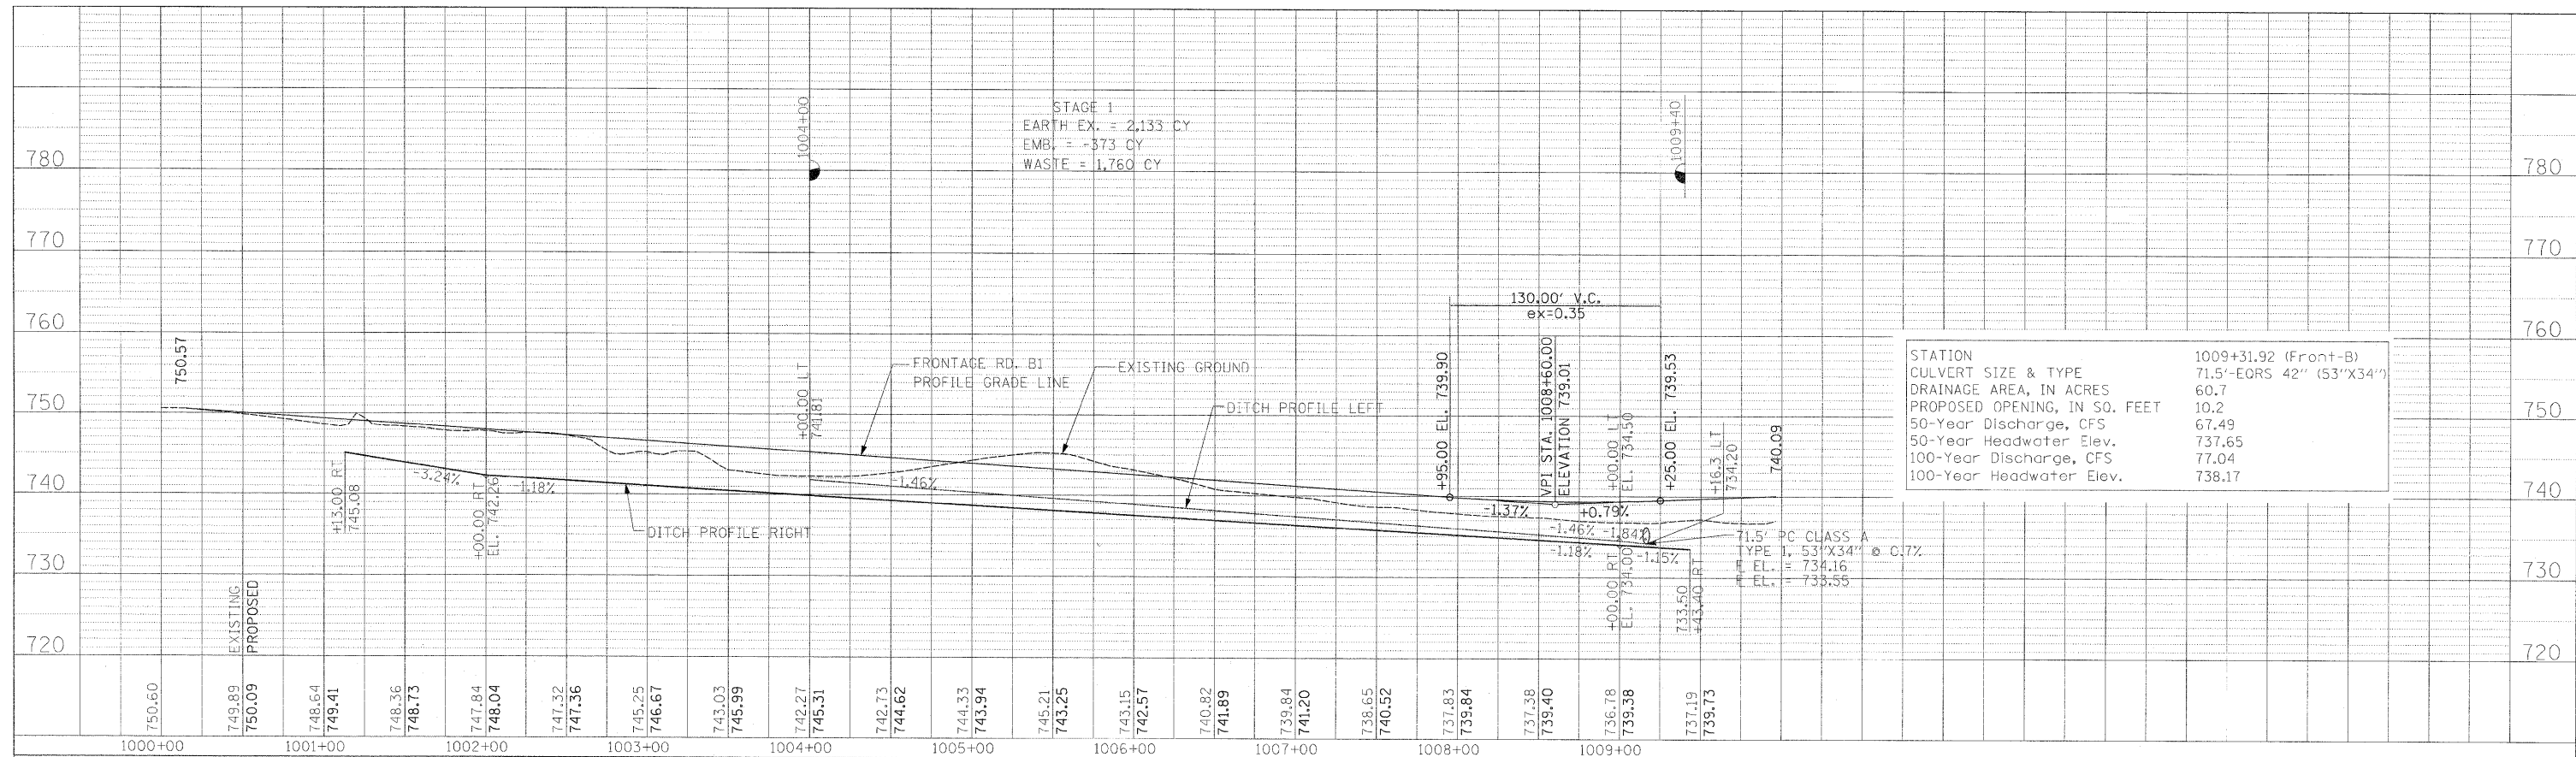 STAGE 1
EARTH EX. = 2,133 CY
EMB. = -373 CY
WASTE = 1,760 CY
1004+00
1009+40
780
780
770
770
760
760
750
750
740
740
730
730
720
720
130.00' V.C.
ex=0.35
750.57
FRONTAGE RD. B1
PROFILE GRADE LINE
EXISTING GROUND
DITCH PROFILE LEFT
DITCH PROFILE RIGHT
+00.00 LT
741.81
+95.00 EL. 739.90
VPI STA. 1008+60.00
ELEVATION 739.01
+00.00 LT
EL. 734.50
+25.00 EL. 739.53
+16.3 LT
734.20
740.09
+13.00 RT
745.08
-3.24%
+00.00 RT
EL. 742.26
-1.18%
-1.46%
-1.37%
+0.79%
-1.46%
-1.84%
-1.18%
-1.15%
+00.00 RT
EL. 734.00
733.50
+43.40 RT
71.5' PC CLASS A
TYPE 1, 53"X34" @ 0.7%
F EL. = 734.16
F EL. = 733.55
STATION 1009+31.92 (Front-B)
CULVERT SIZE & TYPE 71.5'-EQRS 42" (53"X34")
DRAINAGE AREA, IN ACRES 60.7
PROPOSED OPENING, IN SQ. FEET 10.2
50-Year Discharge, CFS 67.49
50-Year Headwater Elev. 737.65
100-Year Discharge, CFS 77.04
100-Year Headwater Elev. 738.17
EXISTING
PROPOSED
750.60
749.89
750.09
748.64
749.41
748.36
748.73
747.84
748.04
747.32
747.36
745.25
746.67
743.03
745.99
742.27
745.31
742.73
744.62
744.33
743.94
745.21
743.25
743.15
742.57
740.82
741.89
739.84
741.20
738.65
740.52
737.83
739.84
737.38
739.40
736.78
739.38
737.19
739.73
1000+00
1001+00
1002+00
1003+00
1004+00
1005+00
1006+00
1007+00
1008+00
1009+00